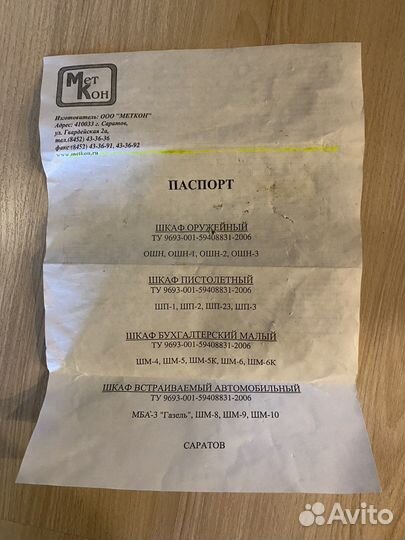 Мет
Кон
Изготовитель: ООО "МЕТКОН"
Адрес: 410033 г. Саратов,
ул. Гвардейская 2а,
тел.(8452) 43-36-36
факс:(8452) 43-36-91, 43-36-92
www.metkon.ru
ПАСПОРТ
ШКАФ ОРУЖЕЙНЫЙ
ТУ 9693-001-59408831-2006
ОШН, ОШН-1, ОШН-2, ОШН-3
ШКАФ ПИСТОЛЕТНЫЙ
ТУ 9693-001-59408831-2006
ШП-1, ШП-2, ШП-23, ШП-3
ШКАФ БУХГАЛТЕРСКИЙ МАЛЫЙ
ТУ 9693-001-59408831-2006
ШМ-4, ШМ-5, ШМ-5К, ШМ-6, ШМ-6К
ШКАФ ВСТРАИВАЕМЫЙ АВТОМОБИЛЬНЫЙ
ТУ 9693-001-59408831-2006
МБА-3 "Газель", ШМ-8, ШМ-9, ШМ-10
САРАТОВ
Avito